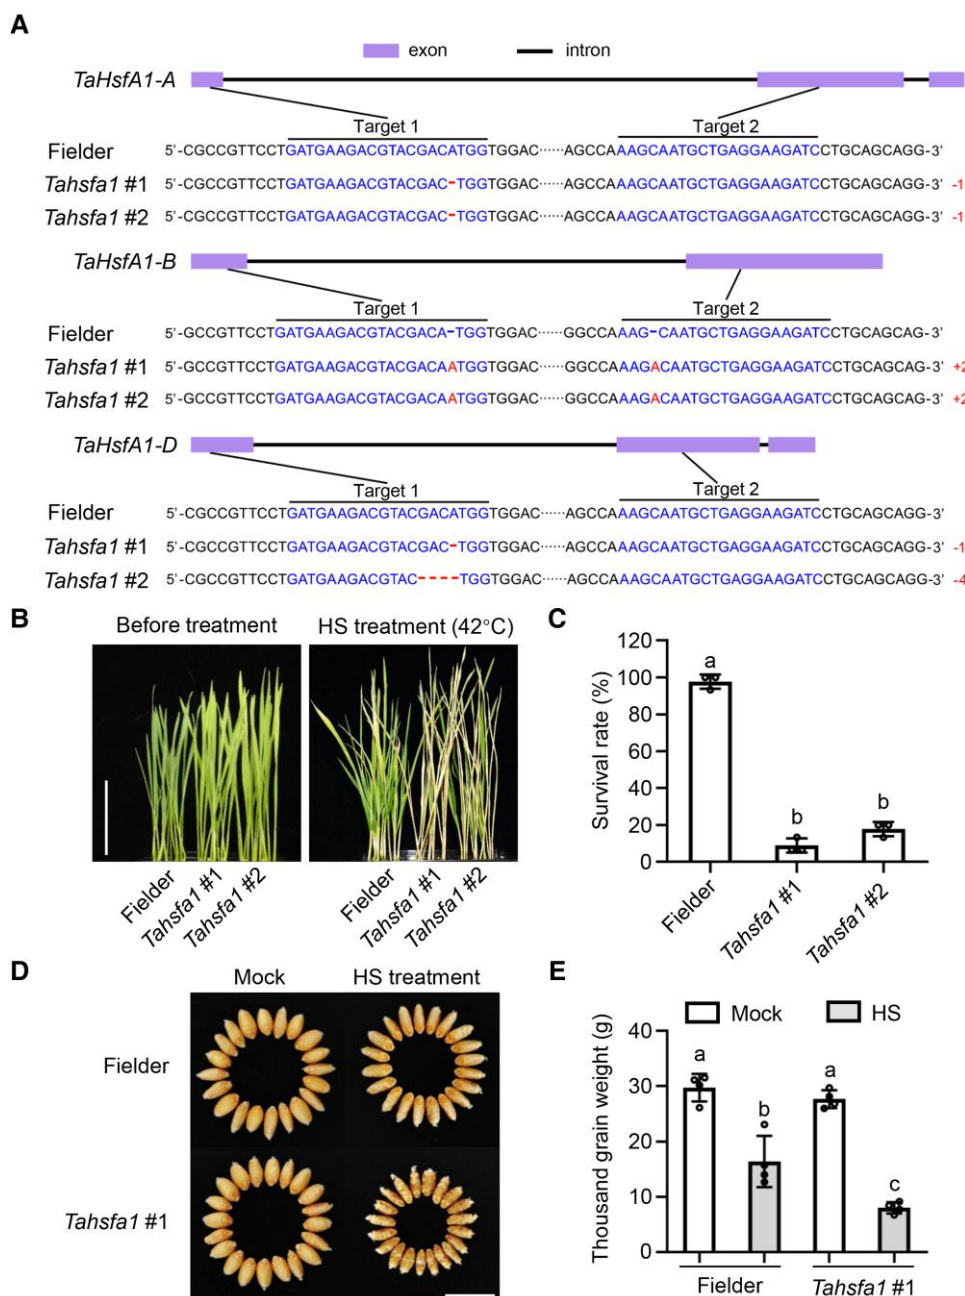 A
exon intron
TaHsfA1-A
Target 1 Target 2
Fielder 5'-CGCCGTTCCTGATGAAGACGTACGACATGGTGGAC······AGCCAAAGCAATGCTGAGGAAGATCCTGCAGCAGG-3'
Tahsfa1 #1 5'-CGCCGTTCCTGATGAAGACGTACGAC-TGGTGGAC······AGCCAAAGCAATGCTGAGGAAGATCCTGCAGCAGG-3' -1
Tahsfa1 #2 5'-CGCCGTTCCTGATGAAGACGTACGAC-TGGTGGAC······AGCCAAAGCAATGCTGAGGAAGATCCTGCAGCAGG-3' -1
TaHsfA1-B
Target 1 Target 2
Fielder 5'-GCCGTTCCTGATGAAGACGTACGACA-TGGTGGAC······GGCCAAAG-CAATGCTGAGGAAGATCCTGCAGCAG-3'
Tahsfa1 #1 5'-GCCGTTCCTGATGAAGACGTACGACAATGGTGGAC······GGCCAAAGACAATGCTGAGGAAGATCCTGCAGCAG-3' +2
Tahsfa1 #2 5'-GCCGTTCCTGATGAAGACGTACGACAATGGTGGAC······GGCCAAAGACAATGCTGAGGAAGATCCTGCAGCAG-3' +2
TaHsfA1-D
Target 1 Target 2
Fielder 5'-CGCCGTTCCTGATGAAGACGTACGACATGGTGGAC······AGCCAAAGCAATGCTGAGGAAGATCCTGCAGCAGG-3'
Tahsfa1 #1 5'-CGCCGTTCCTGATGAAGACGTACGAC-TGGTGGAC······AGCCAAAGCAATGCTGAGGAAGATCCTGCAGCAGG-3' -1
Tahsfa1 #2 5'-CGCCGTTCCTGATGAAGACGTAC----TGGTGGAC······AGCCAAAGCAATGCTGAGGAAGATCCTGCAGCAGG-3' -4
B
Before treatment HS treatment (42°C)
Fielder Tahsfa1 #1 Tahsfa1 #2 Fielder Tahsfa1 #1 Tahsfa1 #2
C
Survival rate (%)
120
100
80
60
40
20
0
a b b
Fielder Tahsfa1 #1 Tahsfa1 #2
D
Mock HS treatment
Fielder
Tahsfa1 #1
E
Mock HS
Thousand grain weight (g)
40
30
20
10
0
a b a c
Fielder Tahsfa1 #1